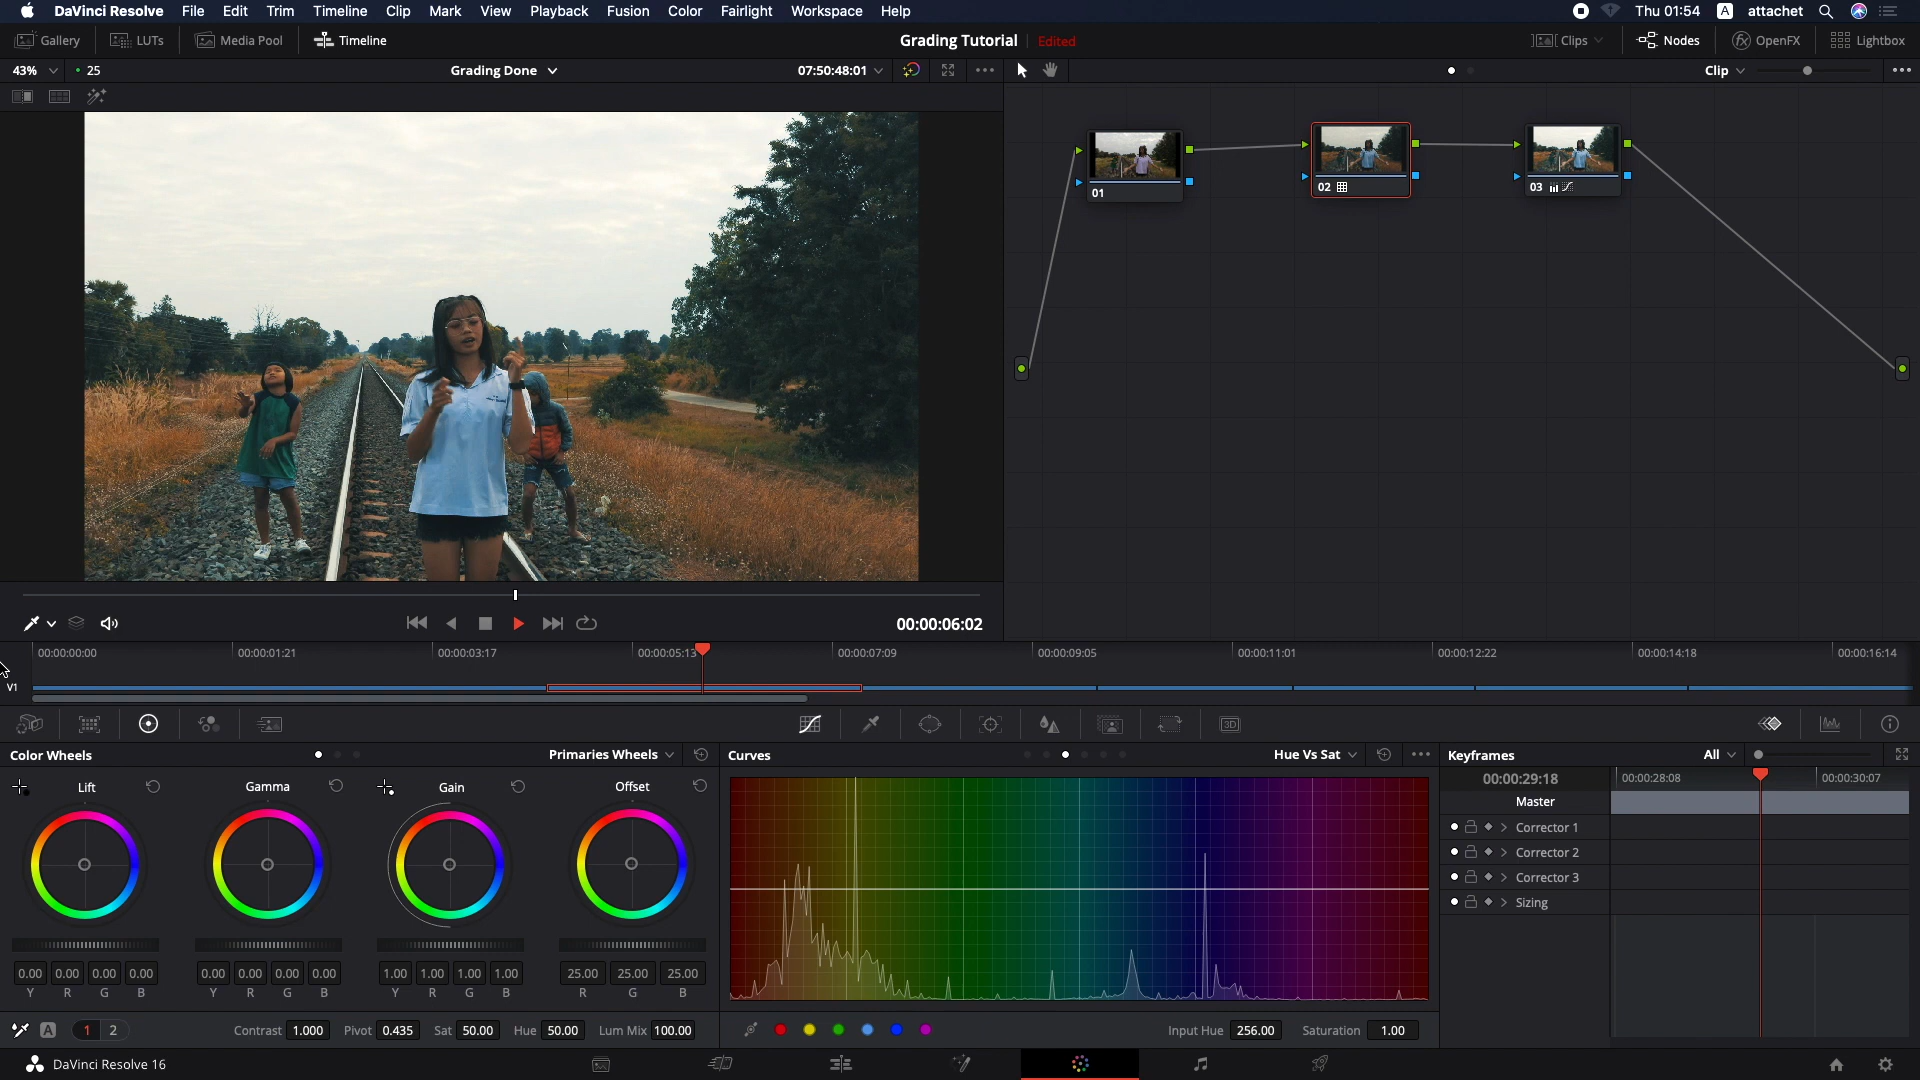 DaVinci Resolve File Edit Trim Timeline Clip Mark View Playback Fusion Color Fairlight Workspace Help Thu 01:54 A attachet
Gallery LUTs Media Pool Timeline Grading Tutorial Edited Clips Nodes OpenFX Lightbox
43% 25 Grading Done 07:50:48:01 Clip
01 02 03
00:00:06:02
00:00:00:00 00:00:01:21 00:00:03:17 00:00:05:13 00:00:07:09 00:00:09:05 00:00:11:01 00:00:12:22 00:00:14:18 00:00:16:14
V1
3D
Color Wheels Primaries Wheels Curves Hue Vs Sat Keyframes All
Lift Gamma Gain Offset 00:00:29:18 00:00:28:08 00:00:30:07
Master
Corrector 1
Corrector 2
Corrector 3
Sizing
0.00 0.00 0.00 0.00 0.00 0.00 0.00 0.00 1.00 1.00 1.00 1.00 25.00 25.00 25.00
Y R G B Y R G B Y R G B R G B
A 1 2 Contrast 1.000 Pivot 0.435 Sat 50.00 Hue 50.00 Lum Mix 100.00 Input Hue 256.00 Saturation 1.00
DaVinci Resolve 16